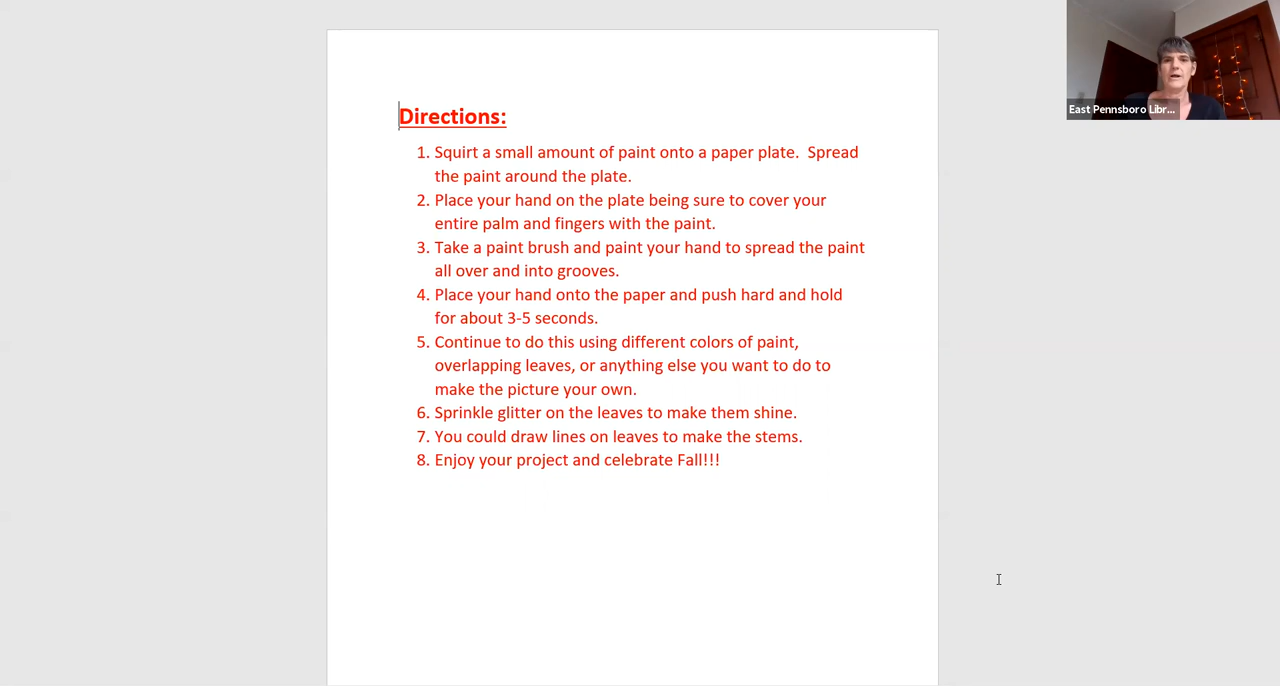 Directions:
1. Squirt a small amount of paint onto a paper plate.  Spread
the paint around the plate.
2. Place your hand on the plate being sure to cover your
entire palm and fingers with the paint.
3. Take a paint brush and paint your hand to spread the paint
all over and into grooves.
4. Place your hand onto the paper and push hard and hold
for about 3-5 seconds.
5. Continue to do this using different colors of paint,
overlapping leaves, or anything else you want to do to
make the picture your own.
6. Sprinkle glitter on the leaves to make them shine.
7. You could draw lines on leaves to make the stems.
8. Enjoy your project and celebrate Fall!!!
East Pennsboro Libr...